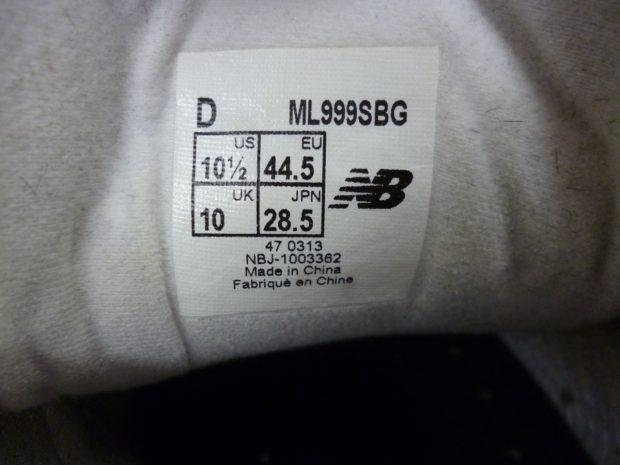 D ML999SBG
US EU
10½ 44.5
UK JPN
10 28.5
NB
47 0313
NBJ-1003362
Made in China
Fabriquè en Chine